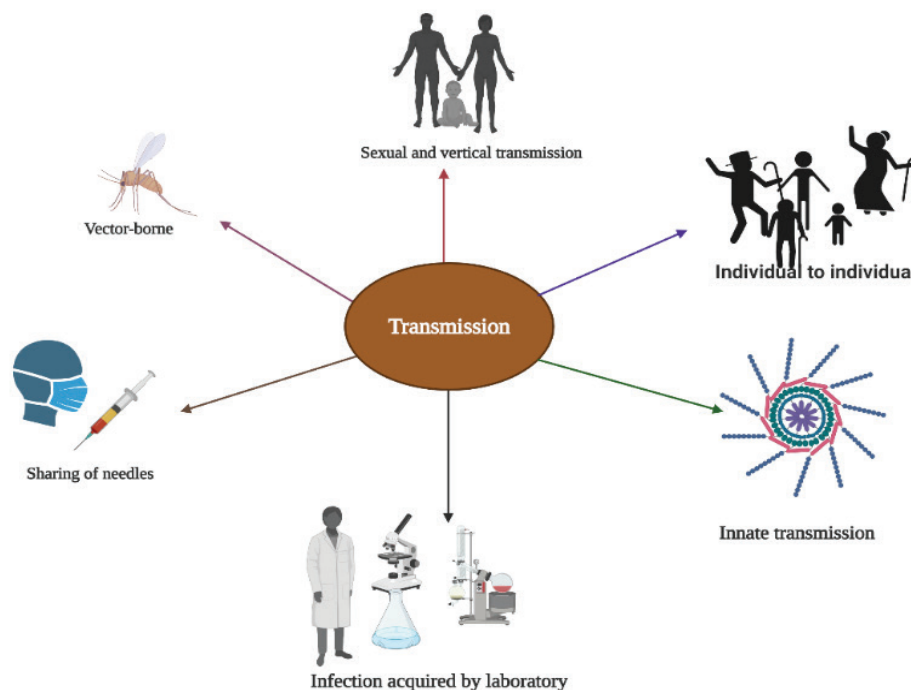 Sexual and vertical transmission
Vector-borne
Individual to individua
Transmission
Sharing of needles
Innate transmission
Infection acquired by laboratory